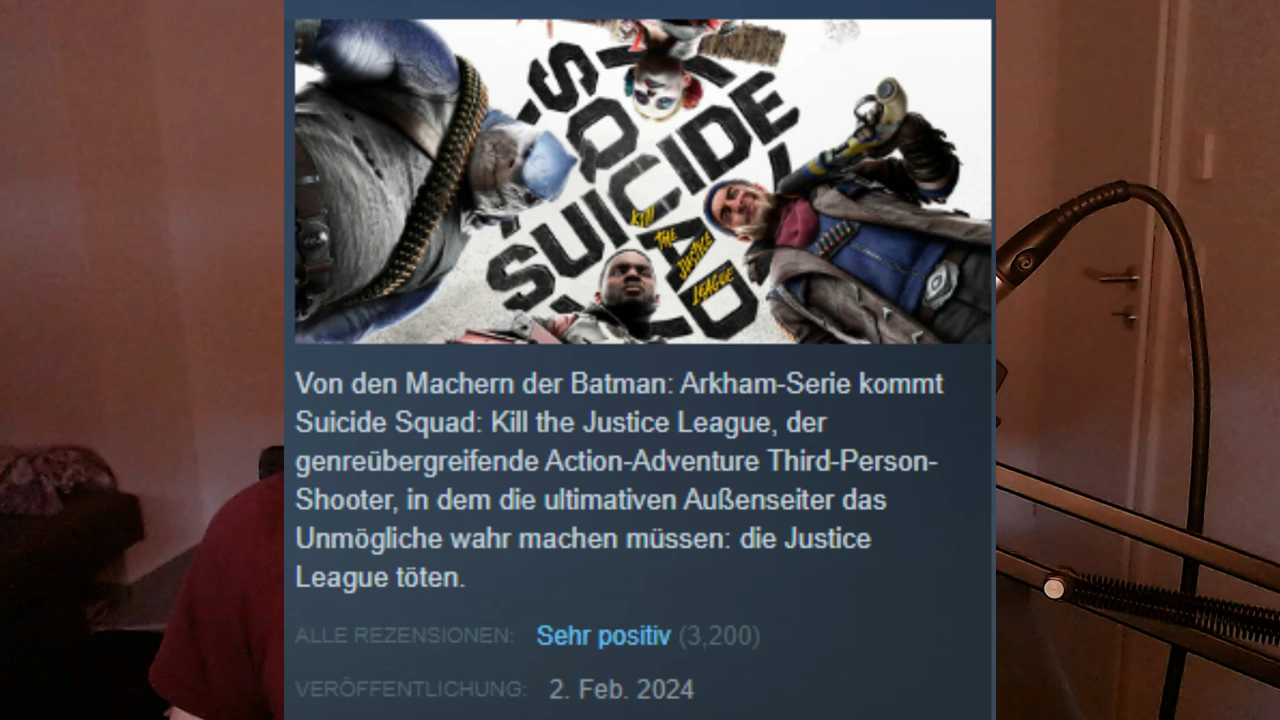 SUICIDE
SQUAD
KILL
THE
JUSTICE
LEAGUE
Von den Machern der Batman: Arkham-Serie kommt
Suicide Squad: Kill the Justice League, der
genreübergreifende Action-Adventure Third-Person-
Shooter, in dem die ultimativen Außenseiter das
Unmögliche wahr machen müssen: die Justice
League töten.
ALLE REZENSIONEN: Sehr positiv (3,200)
VERÖFFENTLICHUNG: 2. Feb. 2024